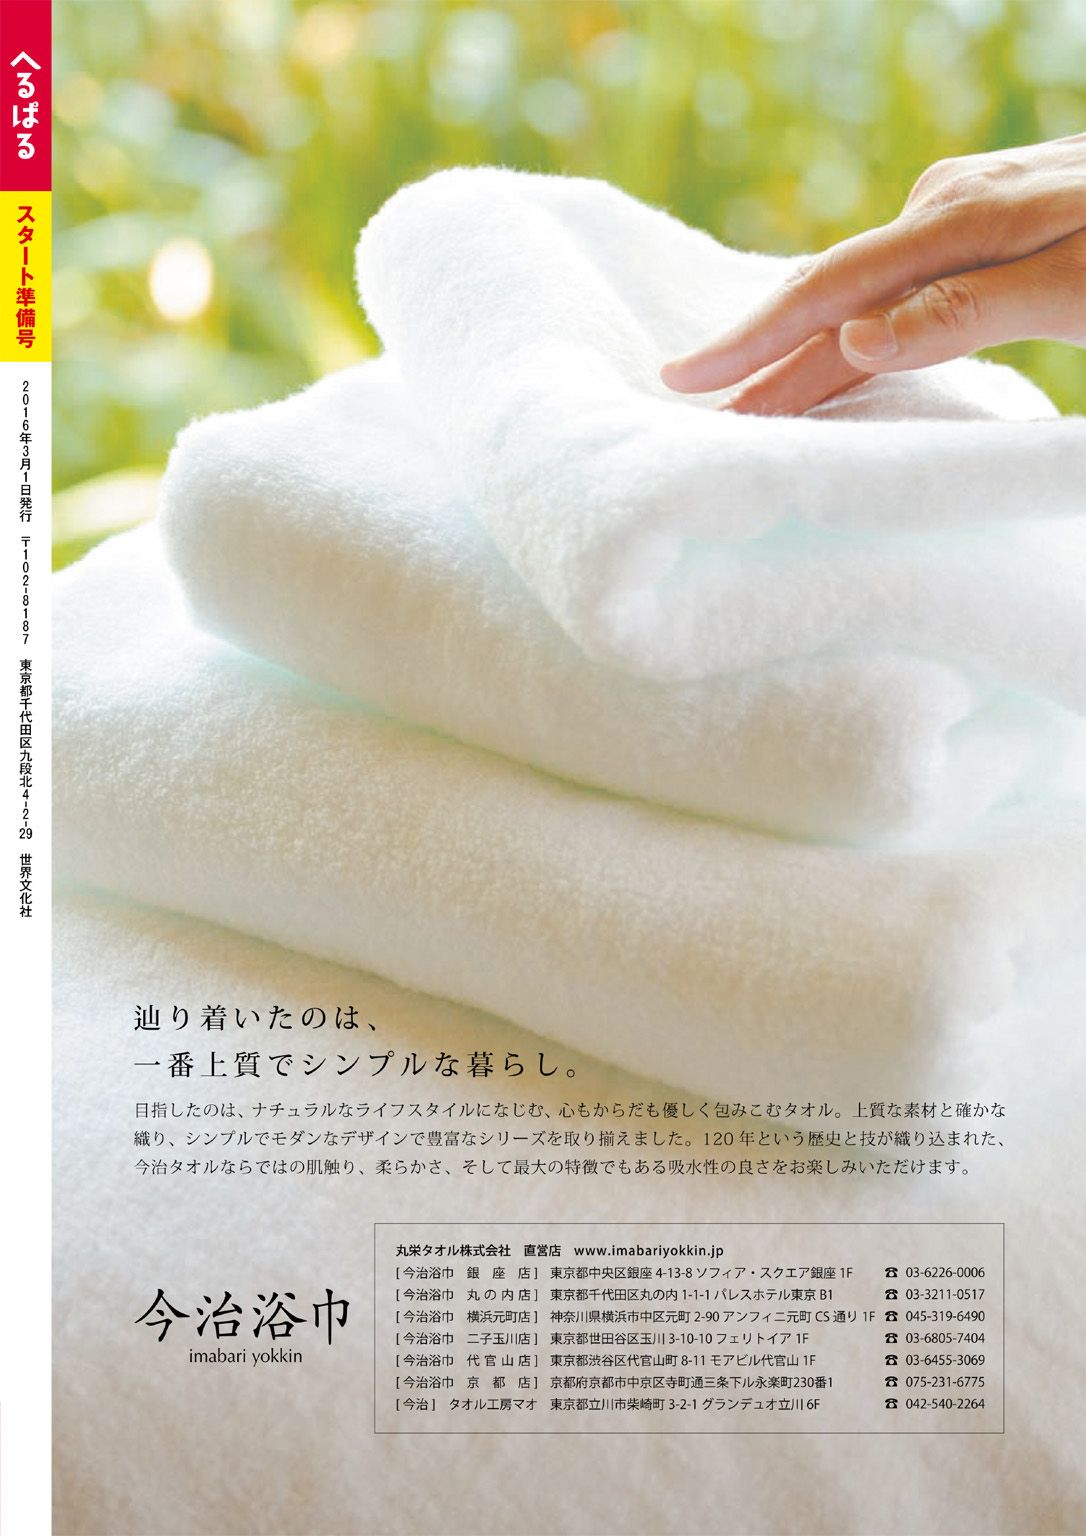 へるぱる
スタート準備号
2016年3月1日発行　〒102-8187　東京都千代田区九段北4-2-29　世界文化社
辿り着いたのは、
一番上質でシンプルな暮らし。
目指したのは、ナチュラルなライフスタイルになじむ、心もからだも優しく包みこむタオル。上質な素材と確かな
織り、シンプルでモダンなデザインで豊富なシリーズを取り揃えました。120 年という歴史と技が織り込まれた、
今治タオルならではの肌触り、柔らかさ、そして最大の特徴でもある吸水性の良さをお楽しみいただけます。
今治浴巾
imabari yokkin
丸栄タオル株式会社　直営店　www.imabariyokkin.jp
[ 今治浴巾　銀　座　店 ]　東京都中央区銀座 4-13-8 ソフィア・スクエア銀座 1F　☎ 03-6226-0006
[ 今治浴巾　丸 の 内 店 ]　東京都千代田区丸の内 1-1-1 パレスホテル東京 B1　☎ 03-3211-0517
[ 今治浴巾　横浜元町店 ]　神奈川県横浜市中区元町 2-90 アンフィニ元町 CS 通り 1F　☎ 045-319-6490
[ 今治浴巾　二子玉川店 ]　東京都世田谷区玉川 3-10-10 フェリトイア 1F　☎ 03-6805-7404
[ 今治浴巾　代 官 山 店 ]　東京都渋谷区代官山町 8-11 モアビル代官山 1F　☎ 03-6455-3069
[ 今治浴巾　京　都　店 ]　京都府京都市中京区寺町通三条下ル永楽町230番1　☎ 075-231-6775
[ 今治 ]　タオル工房マオ　東京都立川市柴崎町 3-2-1 グランデュオ立川 6F　☎ 042-540-2264